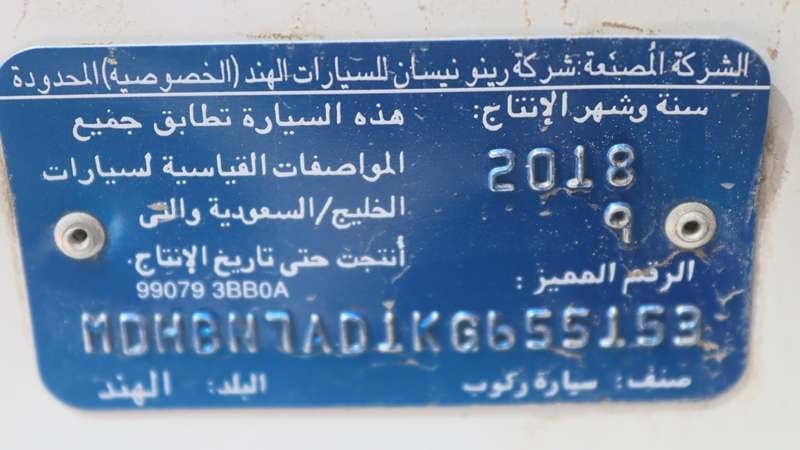 الشركة المُصنعة: شركة رينو نيسان للسيارات الهند (الخصوصية) المحدودة
سنة وشهر الإنتاج:
2018
9
هذه السيارة تطابق جميع
المواصفات القياسية لسيارات
الخليج/السعودية والتى
أنتجت حتى تاريخ الإنتاج.
99079 3BB0A
الرقم المميز :
MDHBN7AD1KG655153
صنف: سيارة ركوب
البلد: الهند